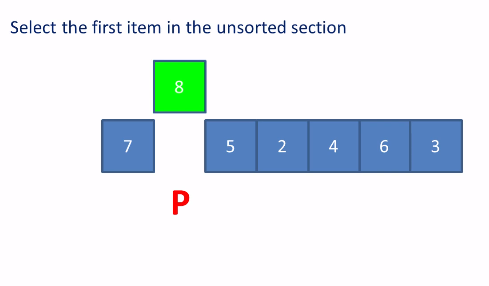 Select the first item in the unsorted section
8
7 5 2 4 6 3
P